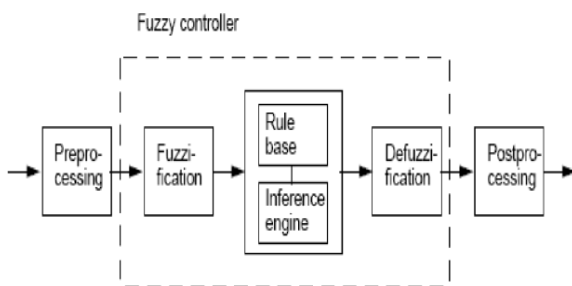 Fuzzy controller
Prepro-
cessing
Fuzzi-
fication
Rule
base
Inference
engine
Defuzzi-
fication
Postpro-
cessing